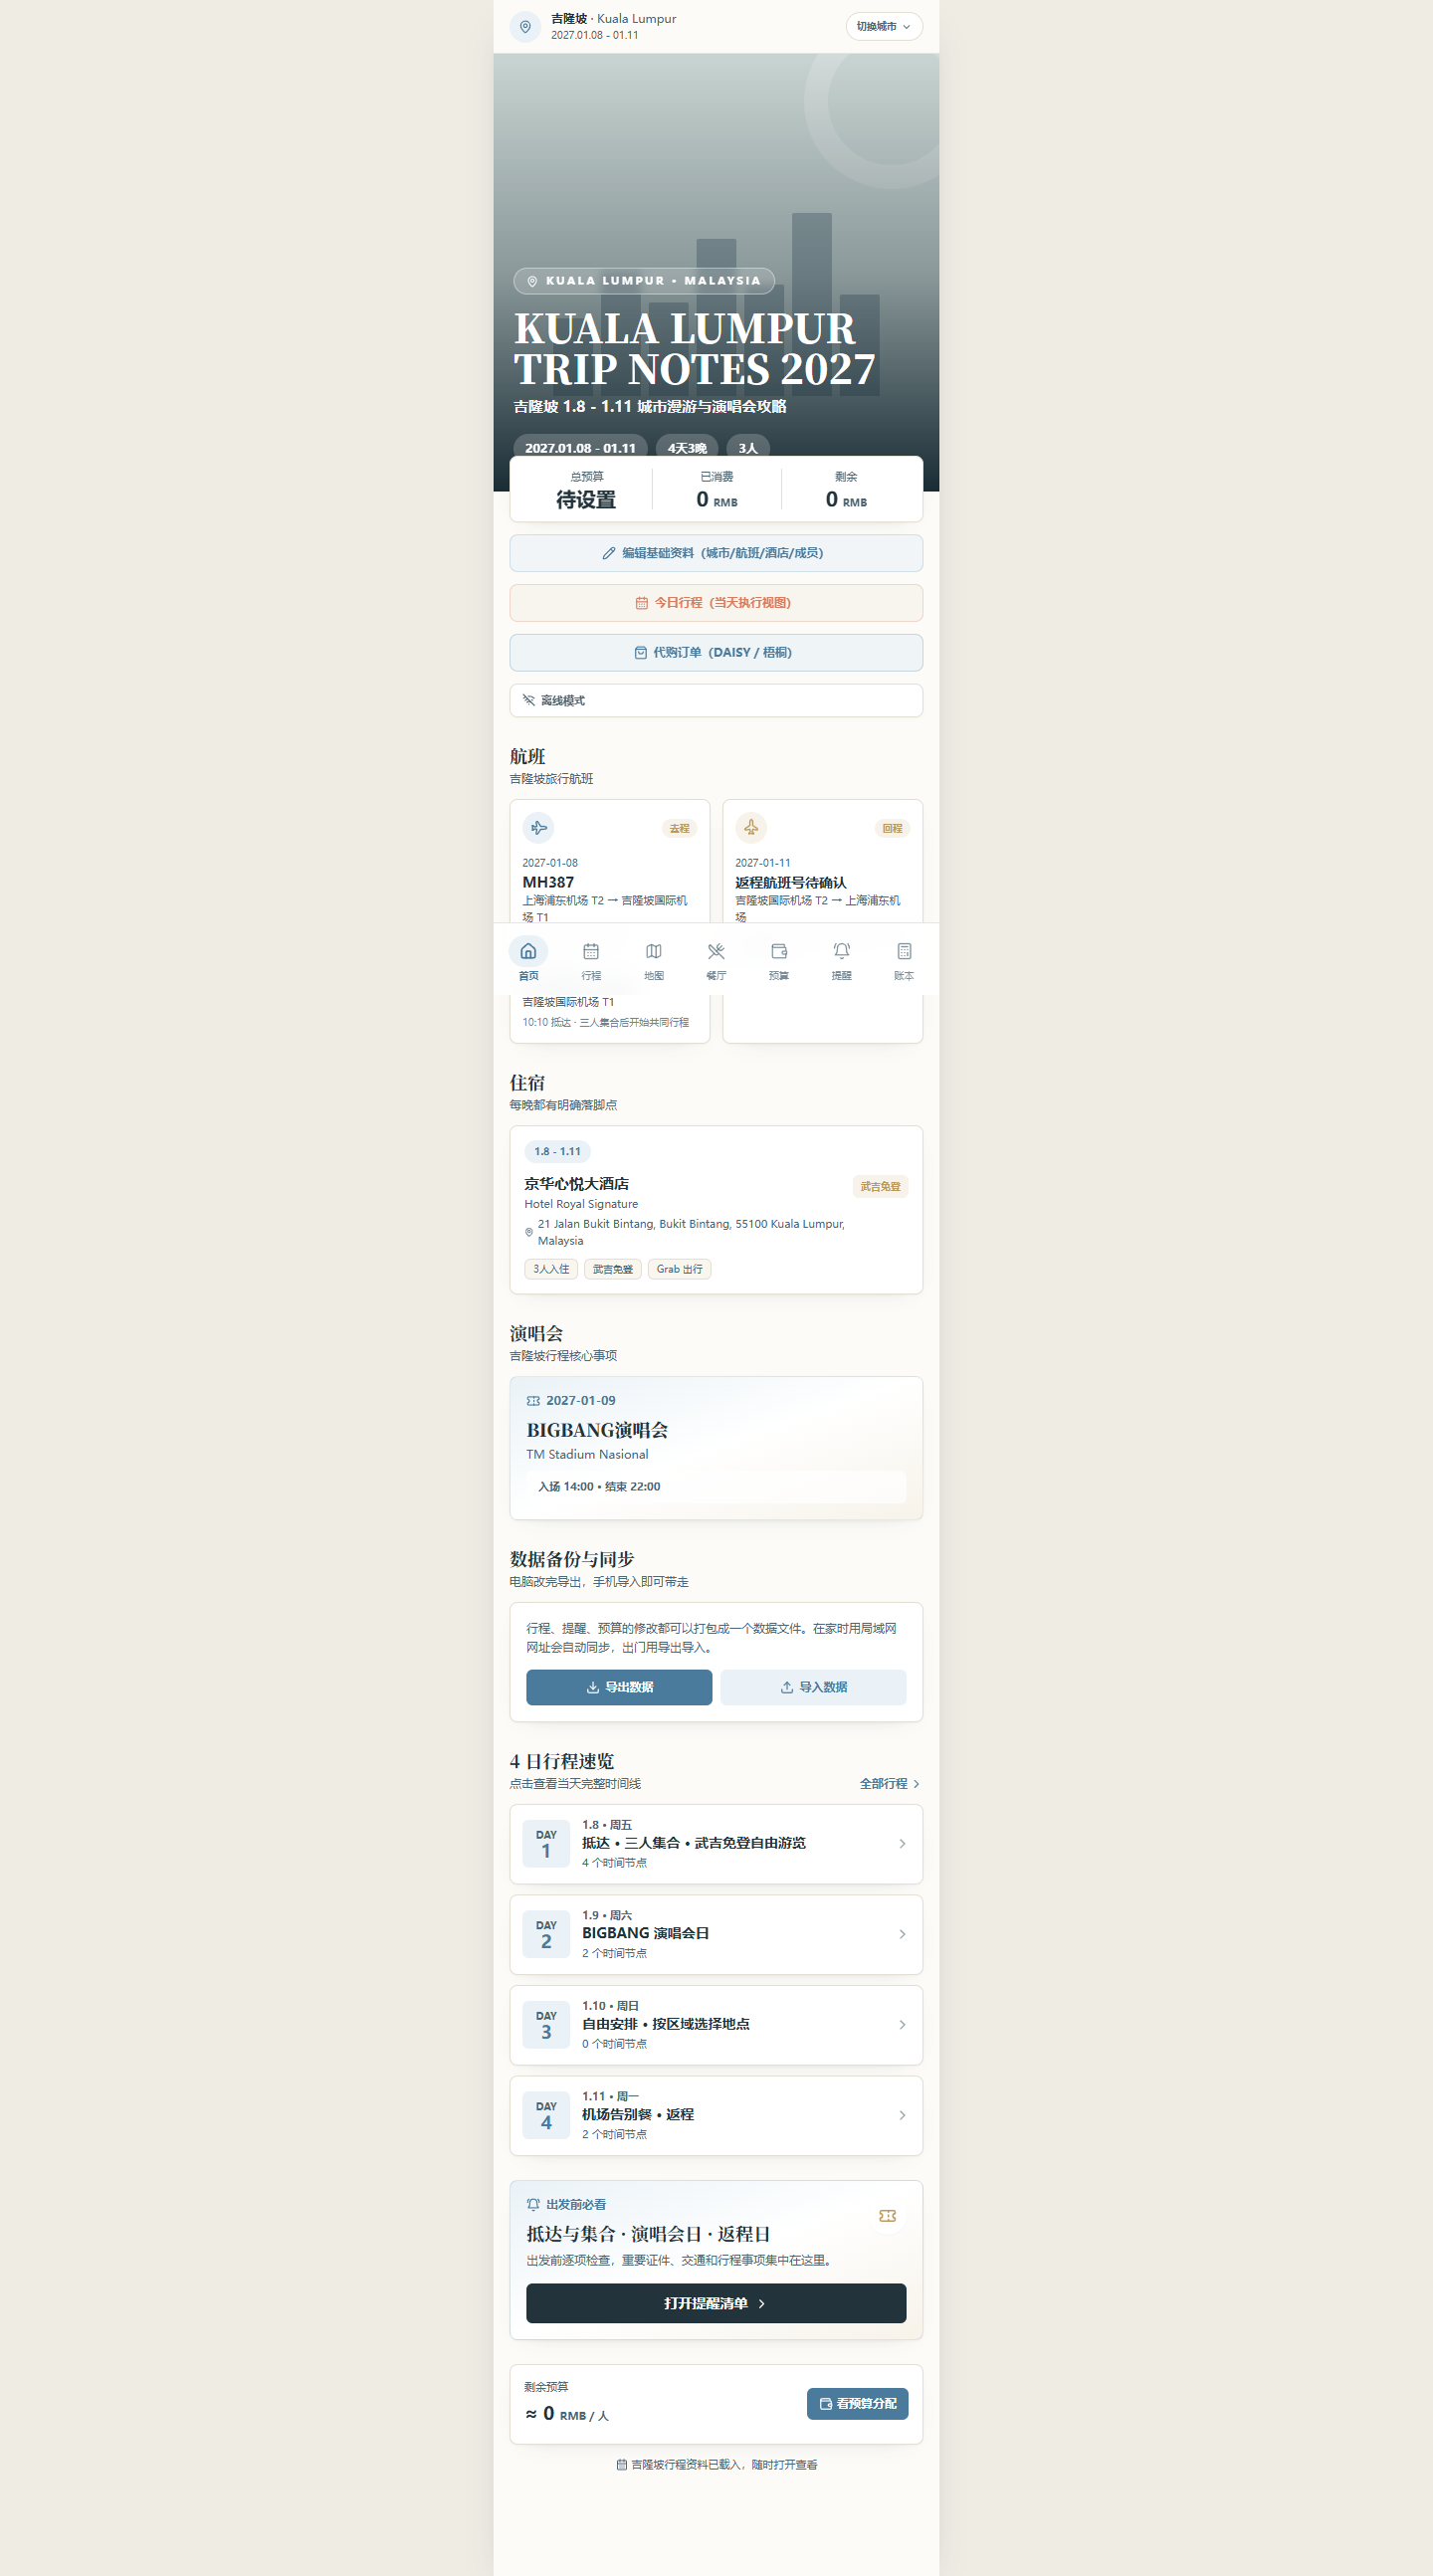 吉隆坡 · Kuala Lumpur
2027.01.08 - 01.11
切换城市
KUALA LUMPUR • MALAYSIA
KUALA LUMPUR
TRIP NOTES 2027
吉隆坡 1.8 - 1.11 城市漫游与演唱会攻略
2027.01.08 - 01.11
4天3晚
3人
总预算
待设置
已消费
0 RMB
剩余
0 RMB
编辑基础资料（城市/航班/酒店/成员）
今日行程（当天执行视图）
代购订单（DAISY / 梧桐）
离线模式
航班
吉隆坡旅行航班
去程
2027-01-08
MH387
上海浦东机场 T2 → 吉隆坡国际机
场 T1
回程
2027-01-11
返程航班号待确认
吉隆坡国际机场 T2 → 上海浦东机
场
首页
行程
地图
餐厅
预算
提醒
账本
吉隆坡国际机场 T1
10:10 抵达 · 三人集合后开始共同行程
住宿
每晚都有明确落脚点
1.8 - 1.11
京华心悦大酒店
武吉免登
Hotel Royal Signature
21 Jalan Bukit Bintang, Bukit Bintang, 55100 Kuala Lumpur,
Malaysia
3人入住
武吉免登
Grab 出行
演唱会
吉隆坡行程核心事项
2027-01-09
BIGBANG演唱会
TM Stadium Nasional
入场 14:00 • 结束 22:00
数据备份与同步
电脑改完导出，手机导入即可带走
行程、提醒、预算的修改都可以打包成一个数据文件。在家时用局域网
网址会自动同步，出门用导出导入。
导出数据
导入数据
4 日行程速览
点击查看当天完整时间线
全部行程
DAY
1
1.8 • 周五
抵达 • 三人集合 • 武吉免登自由游览
4 个时间节点
DAY
2
1.9 • 周六
BIGBANG 演唱会日
2 个时间节点
DAY
3
1.10 • 周日
自由安排 • 按区域选择地点
0 个时间节点
DAY
4
1.11 • 周一
机场告别餐 • 返程
2 个时间节点
出发前必看
抵达与集合 · 演唱会日 · 返程日
出发前逐项检查，重要证件、交通和行程事项集中在这里。
打开提醒清单
剩余预算
≈ 0 RMB / 人
看预算分配
吉隆坡行程资料已载入，随时打开查看